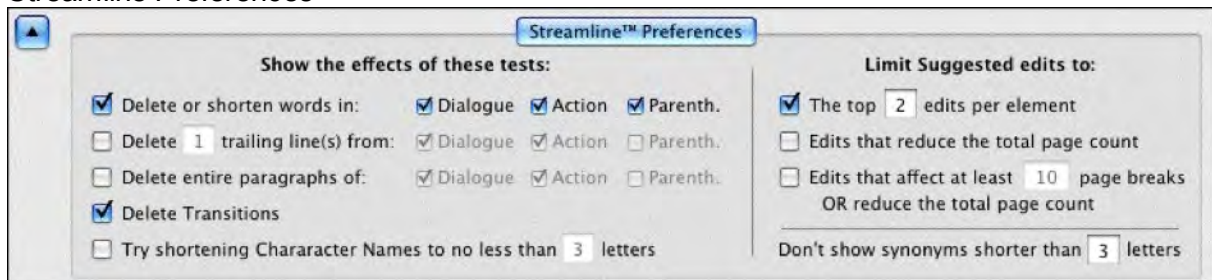 Streamline Preferences
Streamline™ Preferences
Show the effects of these tests:
Delete or shorten words in: Dialogue Action Parenth.
Delete 1 trailing line(s) from: Dialogue Action Parenth.
Delete entire paragraphs of: Dialogue Action Parenth.
Delete Transitions
Try shortening Chararacter Names to no less than 3 letters
Limit Suggested edits to:
The top 2 edits per element
Edits that reduce the total page count
Edits that affect at least 10 page breaks
OR reduce the total page count
Don't show synonyms shorter than 3 letters